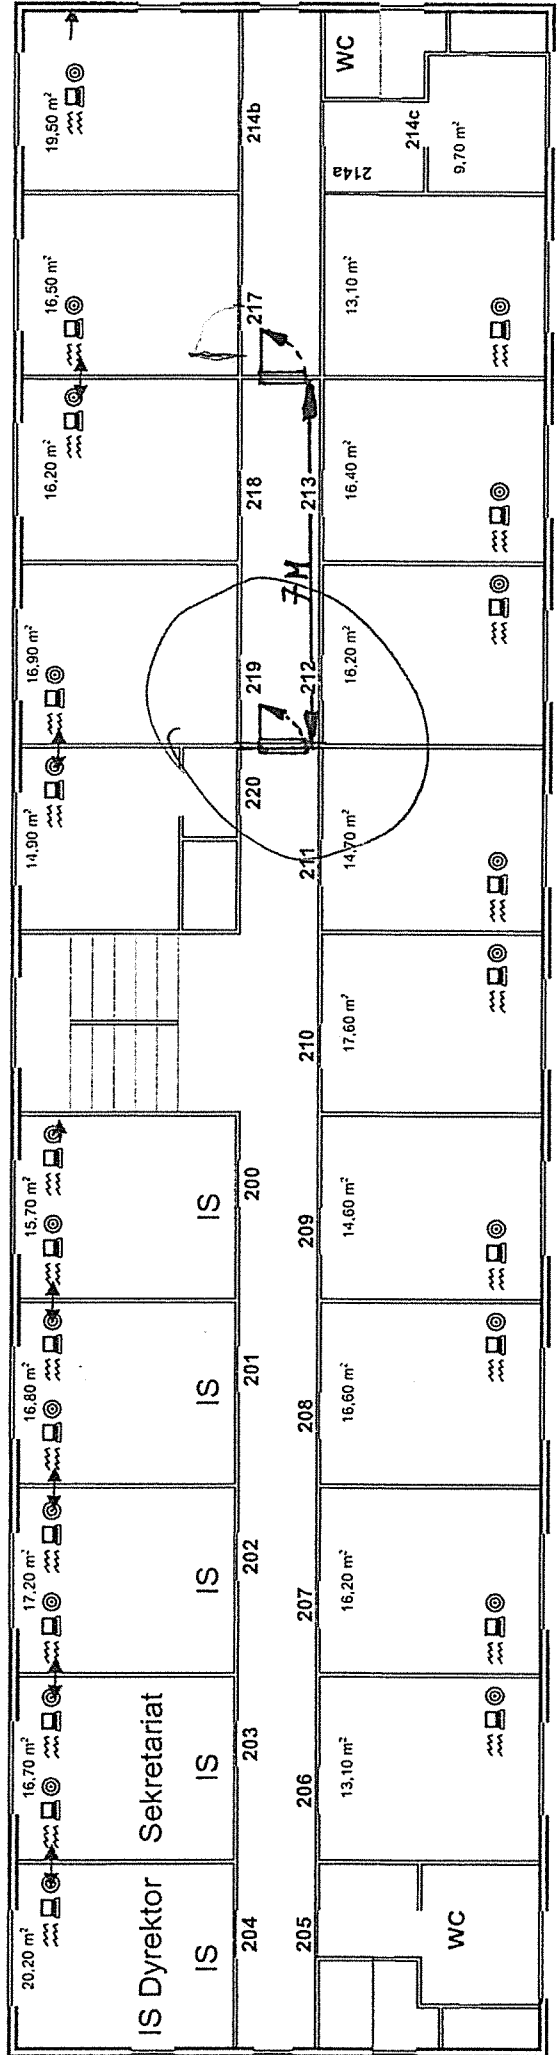 20,20 m² 16,70 m² 17,20 m² 16,80 m² 15,70 m² 14,90 m² 16,90 m² 16,20 m² 16,50 m² 19,50 m²
IS Dyrektor Sekretariat
IS IS IS IS IS
204 203 202 201 200 220 219 218 217 214b
7M
205 206 207 208 209 210 211 212 213
WC
214a
13,10 m² 16,20 m² 16,60 m² 14,60 m² 17,60 m² 14,70 m² 16,20 m² 16,40 m² 13,10 m²
214c
WC
9,70 m²